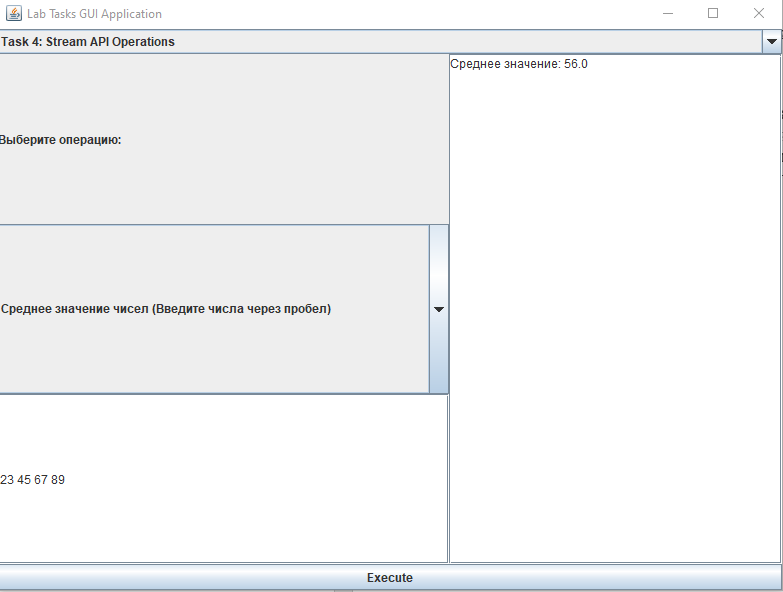 Lab Tasks GUI Application
Task 4: Stream API Operations
Выберите операцию:
Среднее значение чисел (Введите числа через пробел)
23 45 67 89
Среднее значение: 56.0
Execute